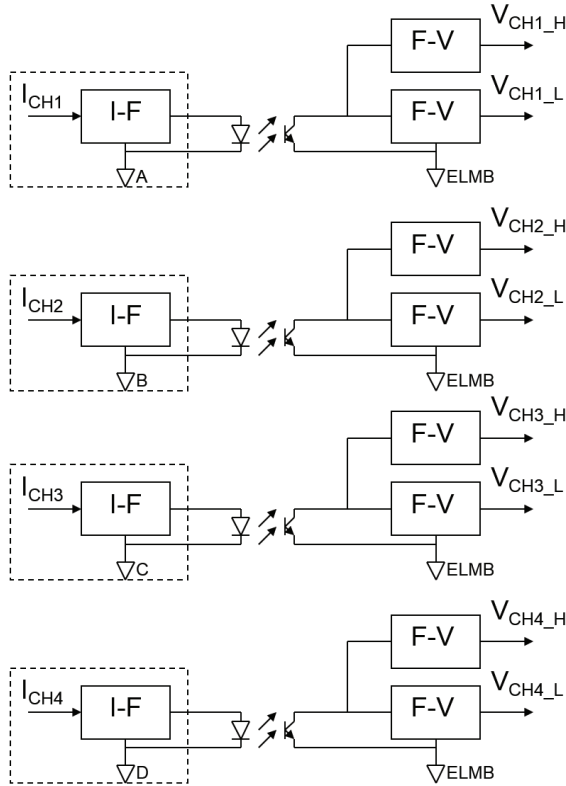 V_CH1_H
F-V
I_CH1
I-F
F-V
V_CH1_L
A
ELMB
V_CH2_H
F-V
I_CH2
I-F
F-V
V_CH2_L
B
ELMB
V_CH3_H
F-V
I_CH3
I-F
F-V
V_CH3_L
C
ELMB
V_CH4_H
F-V
I_CH4
I-F
F-V
V_CH4_L
D
ELMB